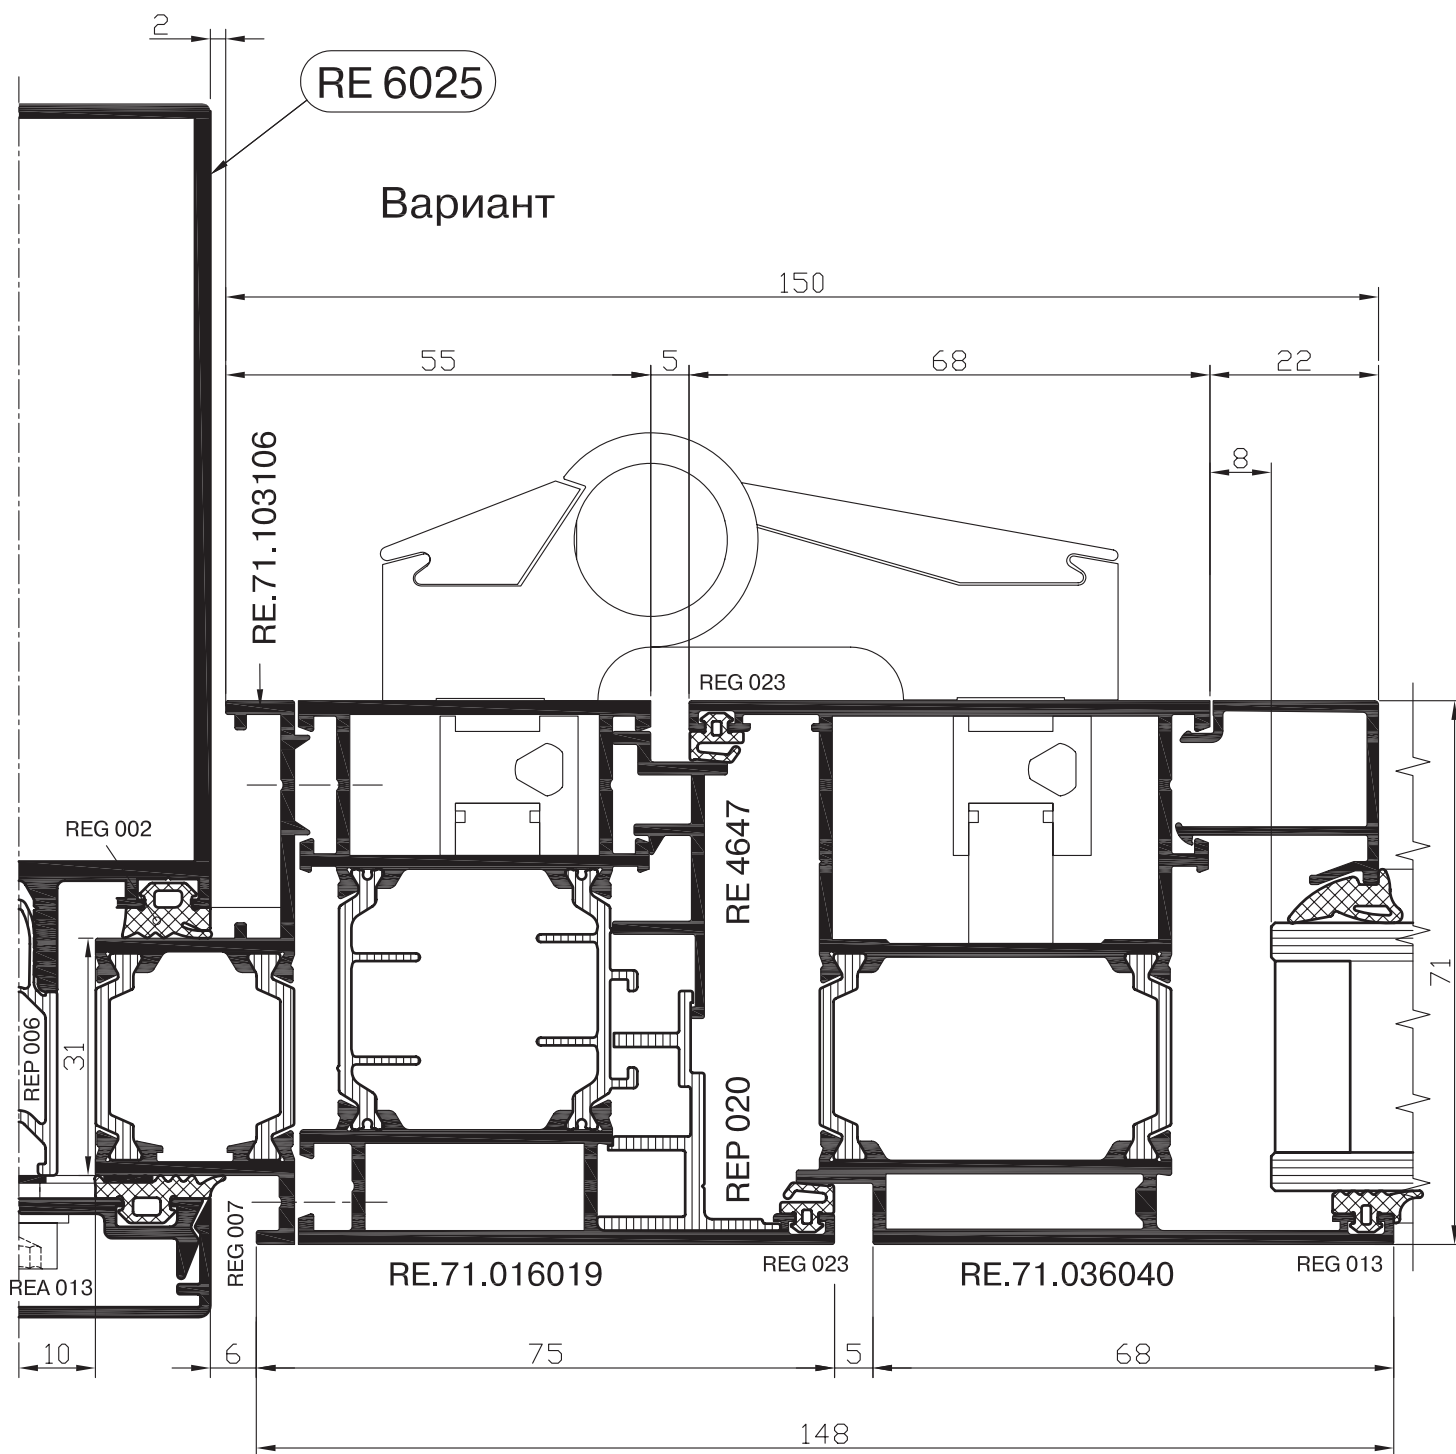 2
RE 6025
Вариант
150
55
5
68
22
8
RE.71.103106
REG 023
REG 002
RE 4647
REP 006
31
REP 020
71
REG 007
REA 013
RE.71.016019
REG 023
RE.71.036040
REG 013
10
6
75
5
68
148